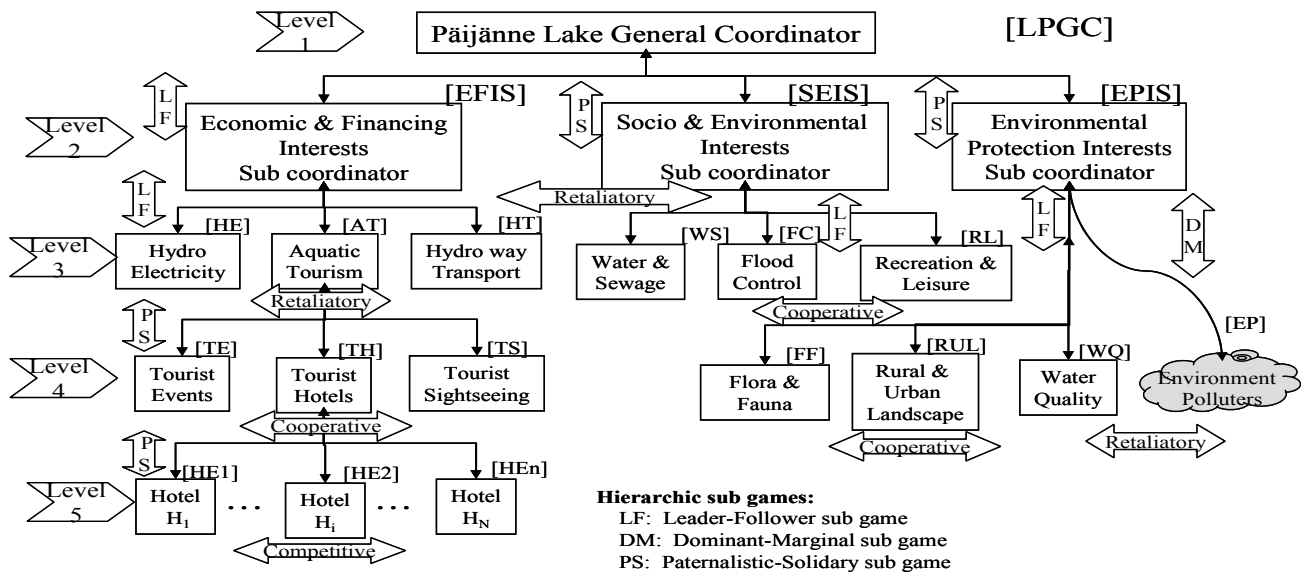 Level
1
Päijänne Lake General Coordinator
[LPGC]
LF
[EFIS]
PS
[SEIS]
PS
[EPIS]
Level
2
Economic & Financing
Interests
Sub coordinator
Socio & Environmental
Interests
Sub coordinator
Environmental
Protection Interests
Sub coordinator
LF
Retaliatory
LF
LF
DM
Level
3
[HE]
Hydro
Electricity
[AT]
Aquatic
Tourism
[HT]
Hydro way
Transport
[WS]
Water &
Sewage
[FC]
Flood
Control
[RL]
Recreation &
Leisure
Retaliatory
Cooperative
PS
Level
4
[TE]
Tourist
Events
[TH]
Tourist
Hotels
[TS]
Tourist
Sightseeing
[FF]
Flora &
Fauna
[RUL]
Rural &
Urban
Landscape
[WQ]
Water
Quality
[EP]
Environment
Polluters
Cooperative
Cooperative
Retaliatory
PS
Level
5
[HE1]
Hotel
H1
...
[HE2]
Hotel
Hi
...
[HEn]
Hotel
HN
Competitive
Hierarchic sub games:
LF: Leader-Follower sub game
DM: Dominant-Marginal sub game
PS: Paternalistic-Solidary sub game